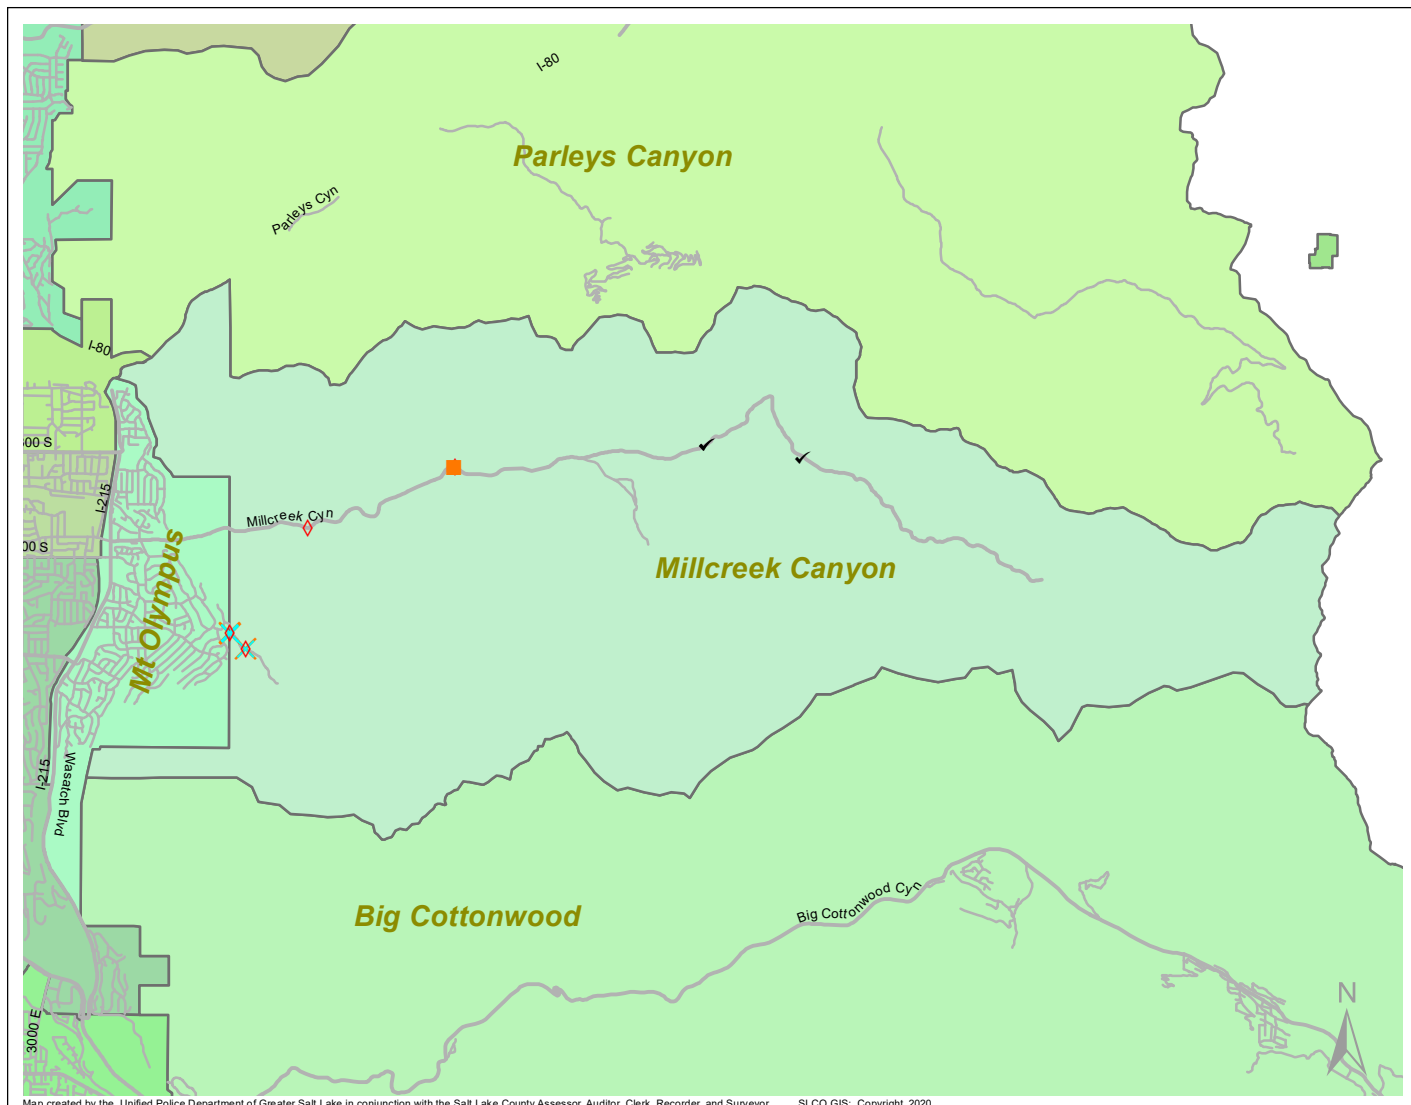 I-80
Parleys Canyon
Parleys Cyn
I-80
00 S
I-215
Millcreek Cyn
00 S
Mt Olympus
Millcreek Canyon
I-215
Wasatch Blvd
Big Cottonwood
Big Cottonwood Cyn
3000 E
N
Map created by the Unified Police Department of Greater Salt Lake in conjunction with the Salt Lake County Assessor, Auditor, Clerk, Recorder, and Surveyor. SLCO GIS: Copyright, 2020